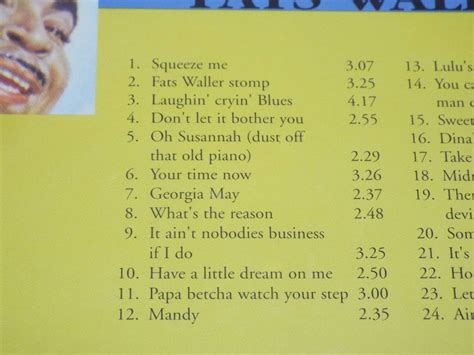 FATS WAL
1. Squeeze me 3.07
2. Fats Waller stomp 3.25
3. Laughin' cryin' Blues 4.17
4. Don't let it bother you 2.55
5. Oh Susannah (dust off
that old piano) 2.29
6. Your time now 3.26
7. Georgia May 2.37
8. What's the reason 2.48
9. It ain't nobodies business
if I do 3.25
10. Have a little dream on me 2.50
11. Papa betcha watch your step 3.00
12. Mandy 2.35
13. Lulu's
14. You ca
man o
15. Sweet
16. Dina
17. Take
18. Midn
19. Ther
devi
20. Som
21. It's
22. Ho
23. Let
24. Ain